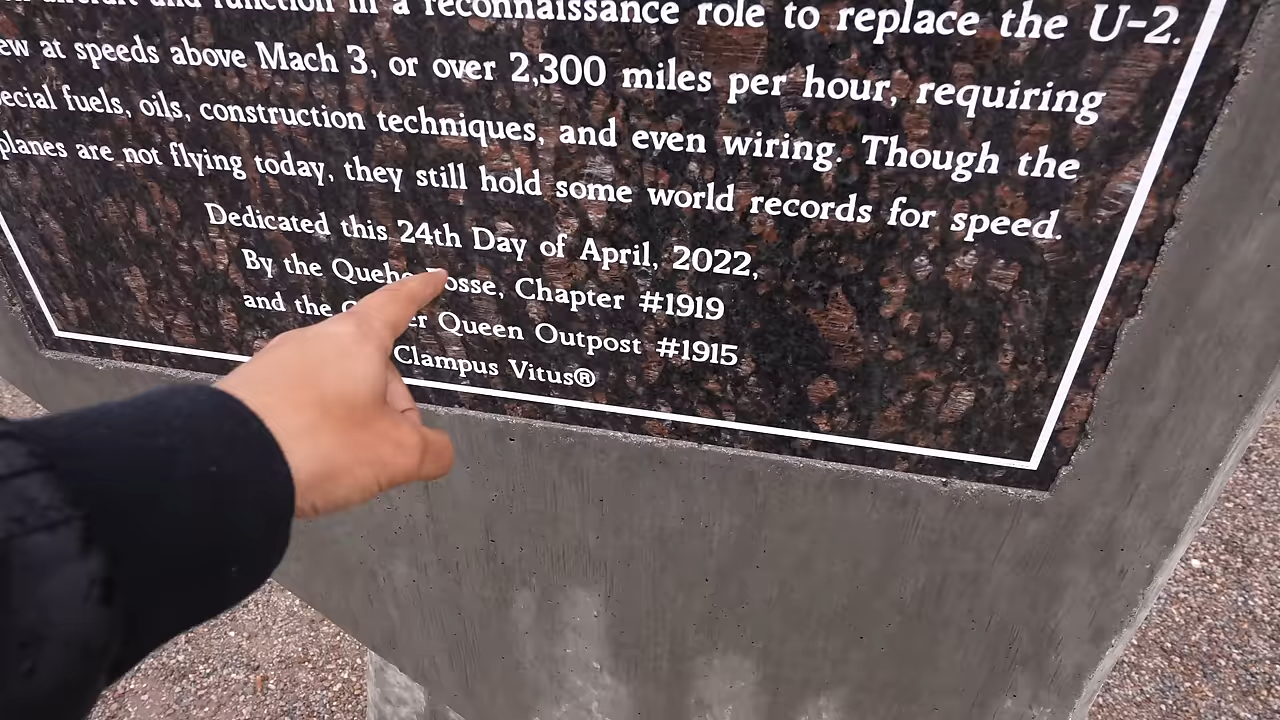 aircraft and function in a reconnaissance role to replace the U-2.
ew at speeds above Mach 3, or over 2,300 miles per hour, requiring
ecial fuels, oils, construction techniques, and even wiring. Though the
planes are not flying today, they still hold some world records for speed.
Dedicated this 24th Day of April, 2022,
By the Queho Posse, Chapter #1919
and the Queen Outpost #1915
Clampus Vitus®